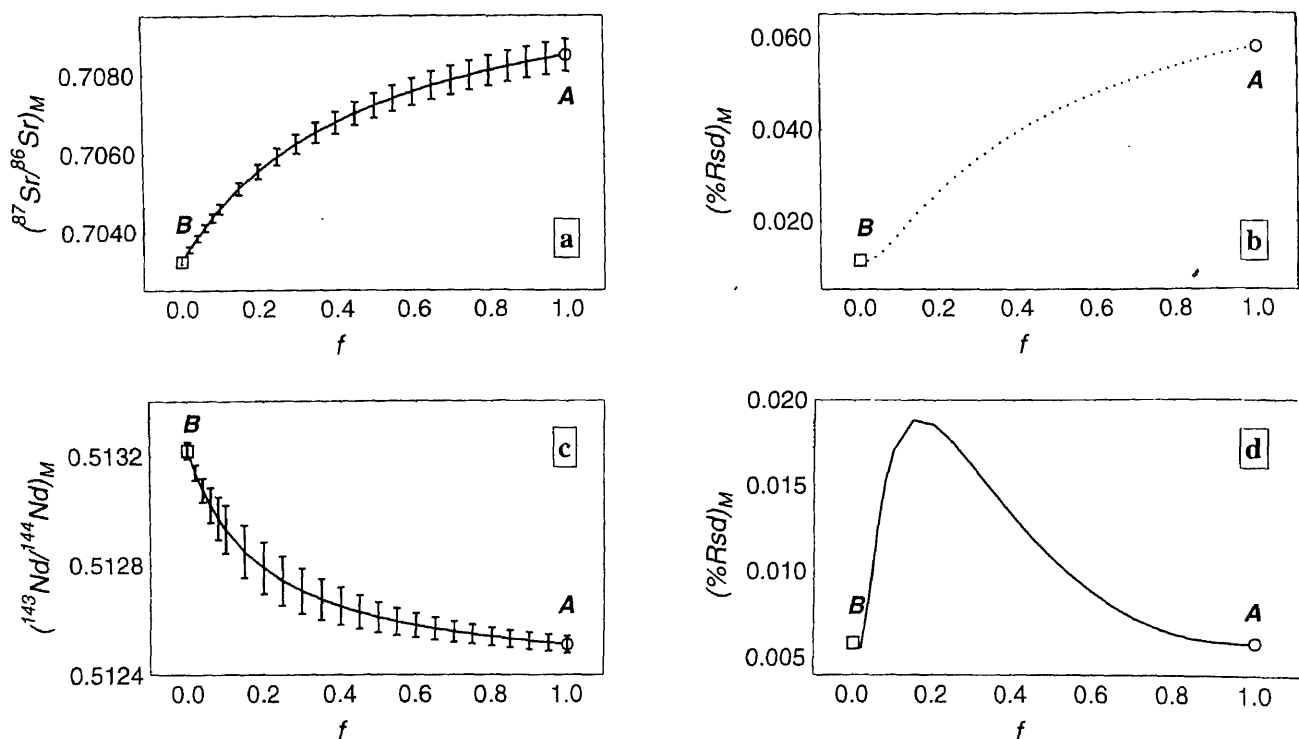 (⁸⁷Sr/⁸⁶Sr)M
0.7080
0.7060
0.7040
B
A
a
0.0 0.2 0.4 0.6 0.8 1.0
f
(%Rsd)M
0.060
0.040
0.020
B
A
b
0.0 0.2 0.4 0.6 0.8 1.0
f
(¹⁴³Nd/¹⁴⁴Nd)M
0.5132
0.5128
0.5124
B
A
c
0.0 0.2 0.4 0.6 0.8 1.0
f
(%Rsd)M
0.020
0.015
0.010
0.005
B
A
d
0.0 0.2 0.4 0.6 0.8 1.0
f